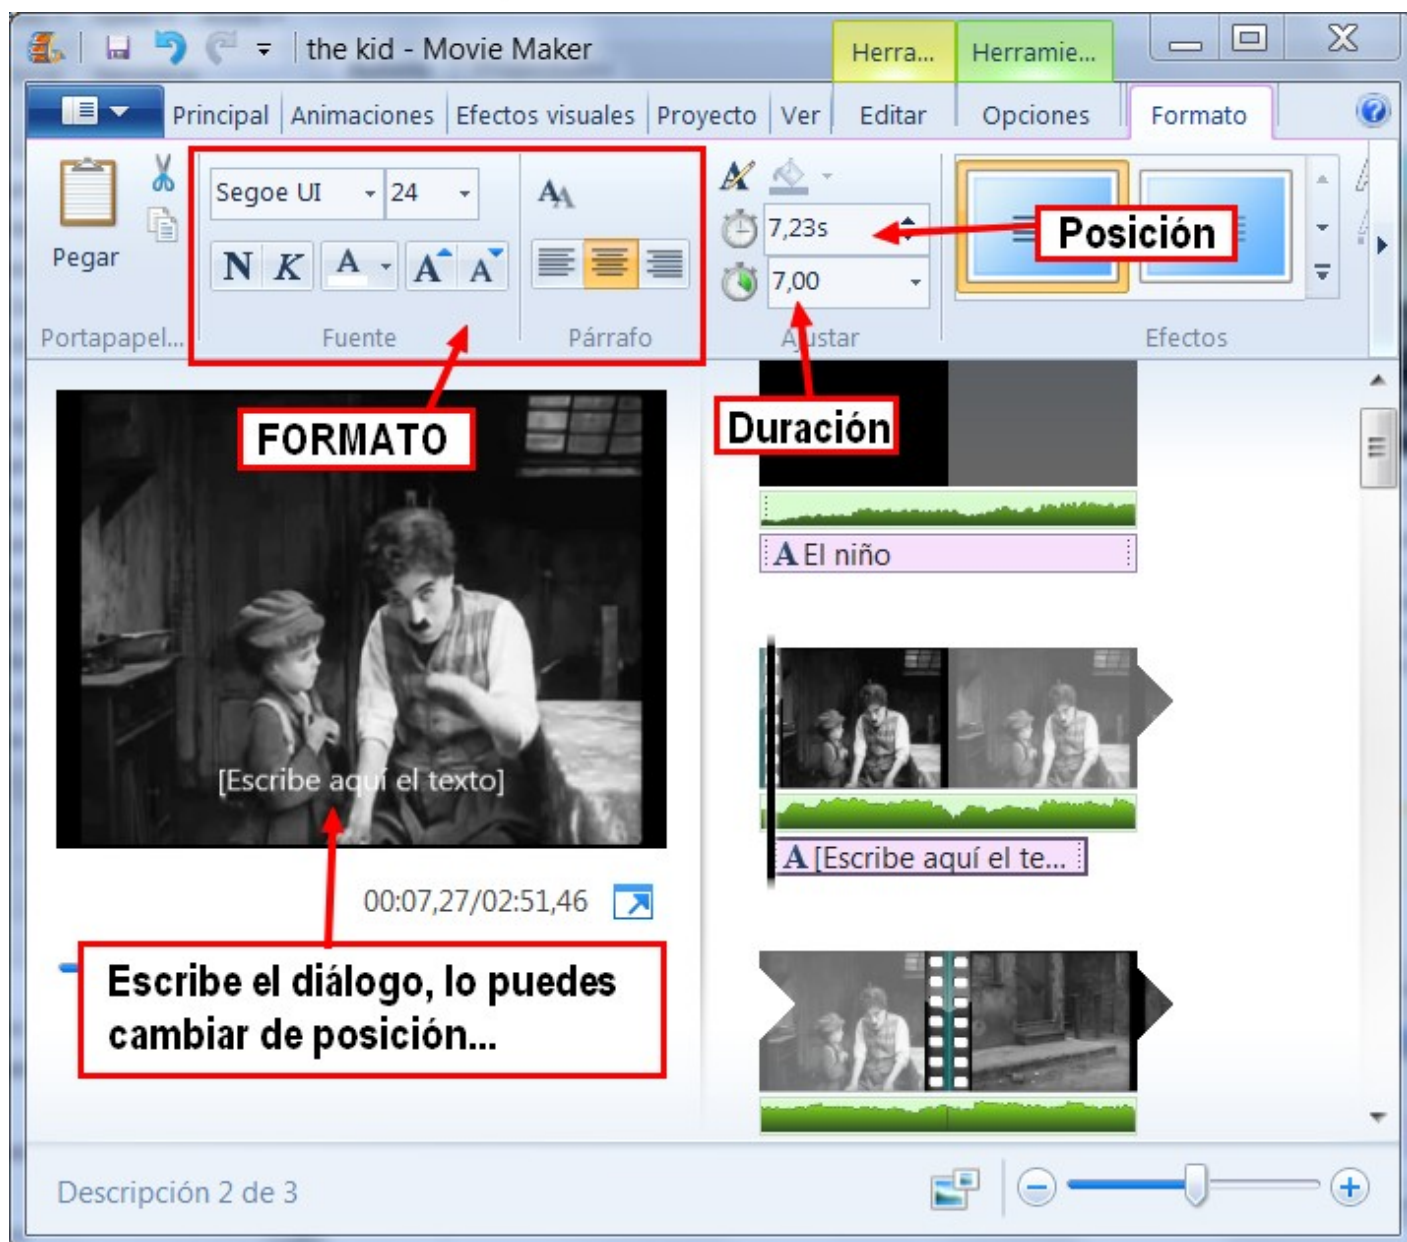 the kid - Movie Maker
Herra...
Herramie...
Principal
Animaciones
Efectos visuales
Proyecto
Ver
Editar
Opciones
Formato
Pegar
Portapapel...
Segoe UI
24
N K A A A
Fuente
AA
Párrafo
7,23s
7,00
Ajustar
Posición
Efectos
FORMATO
Duración
[Escribe aquí el texto]
00:07,27/02:51,46
Escribe el diálogo, lo puedes
cambiar de posición...
A El niño
A [Escribe aquí el te...
Descripción 2 de 3